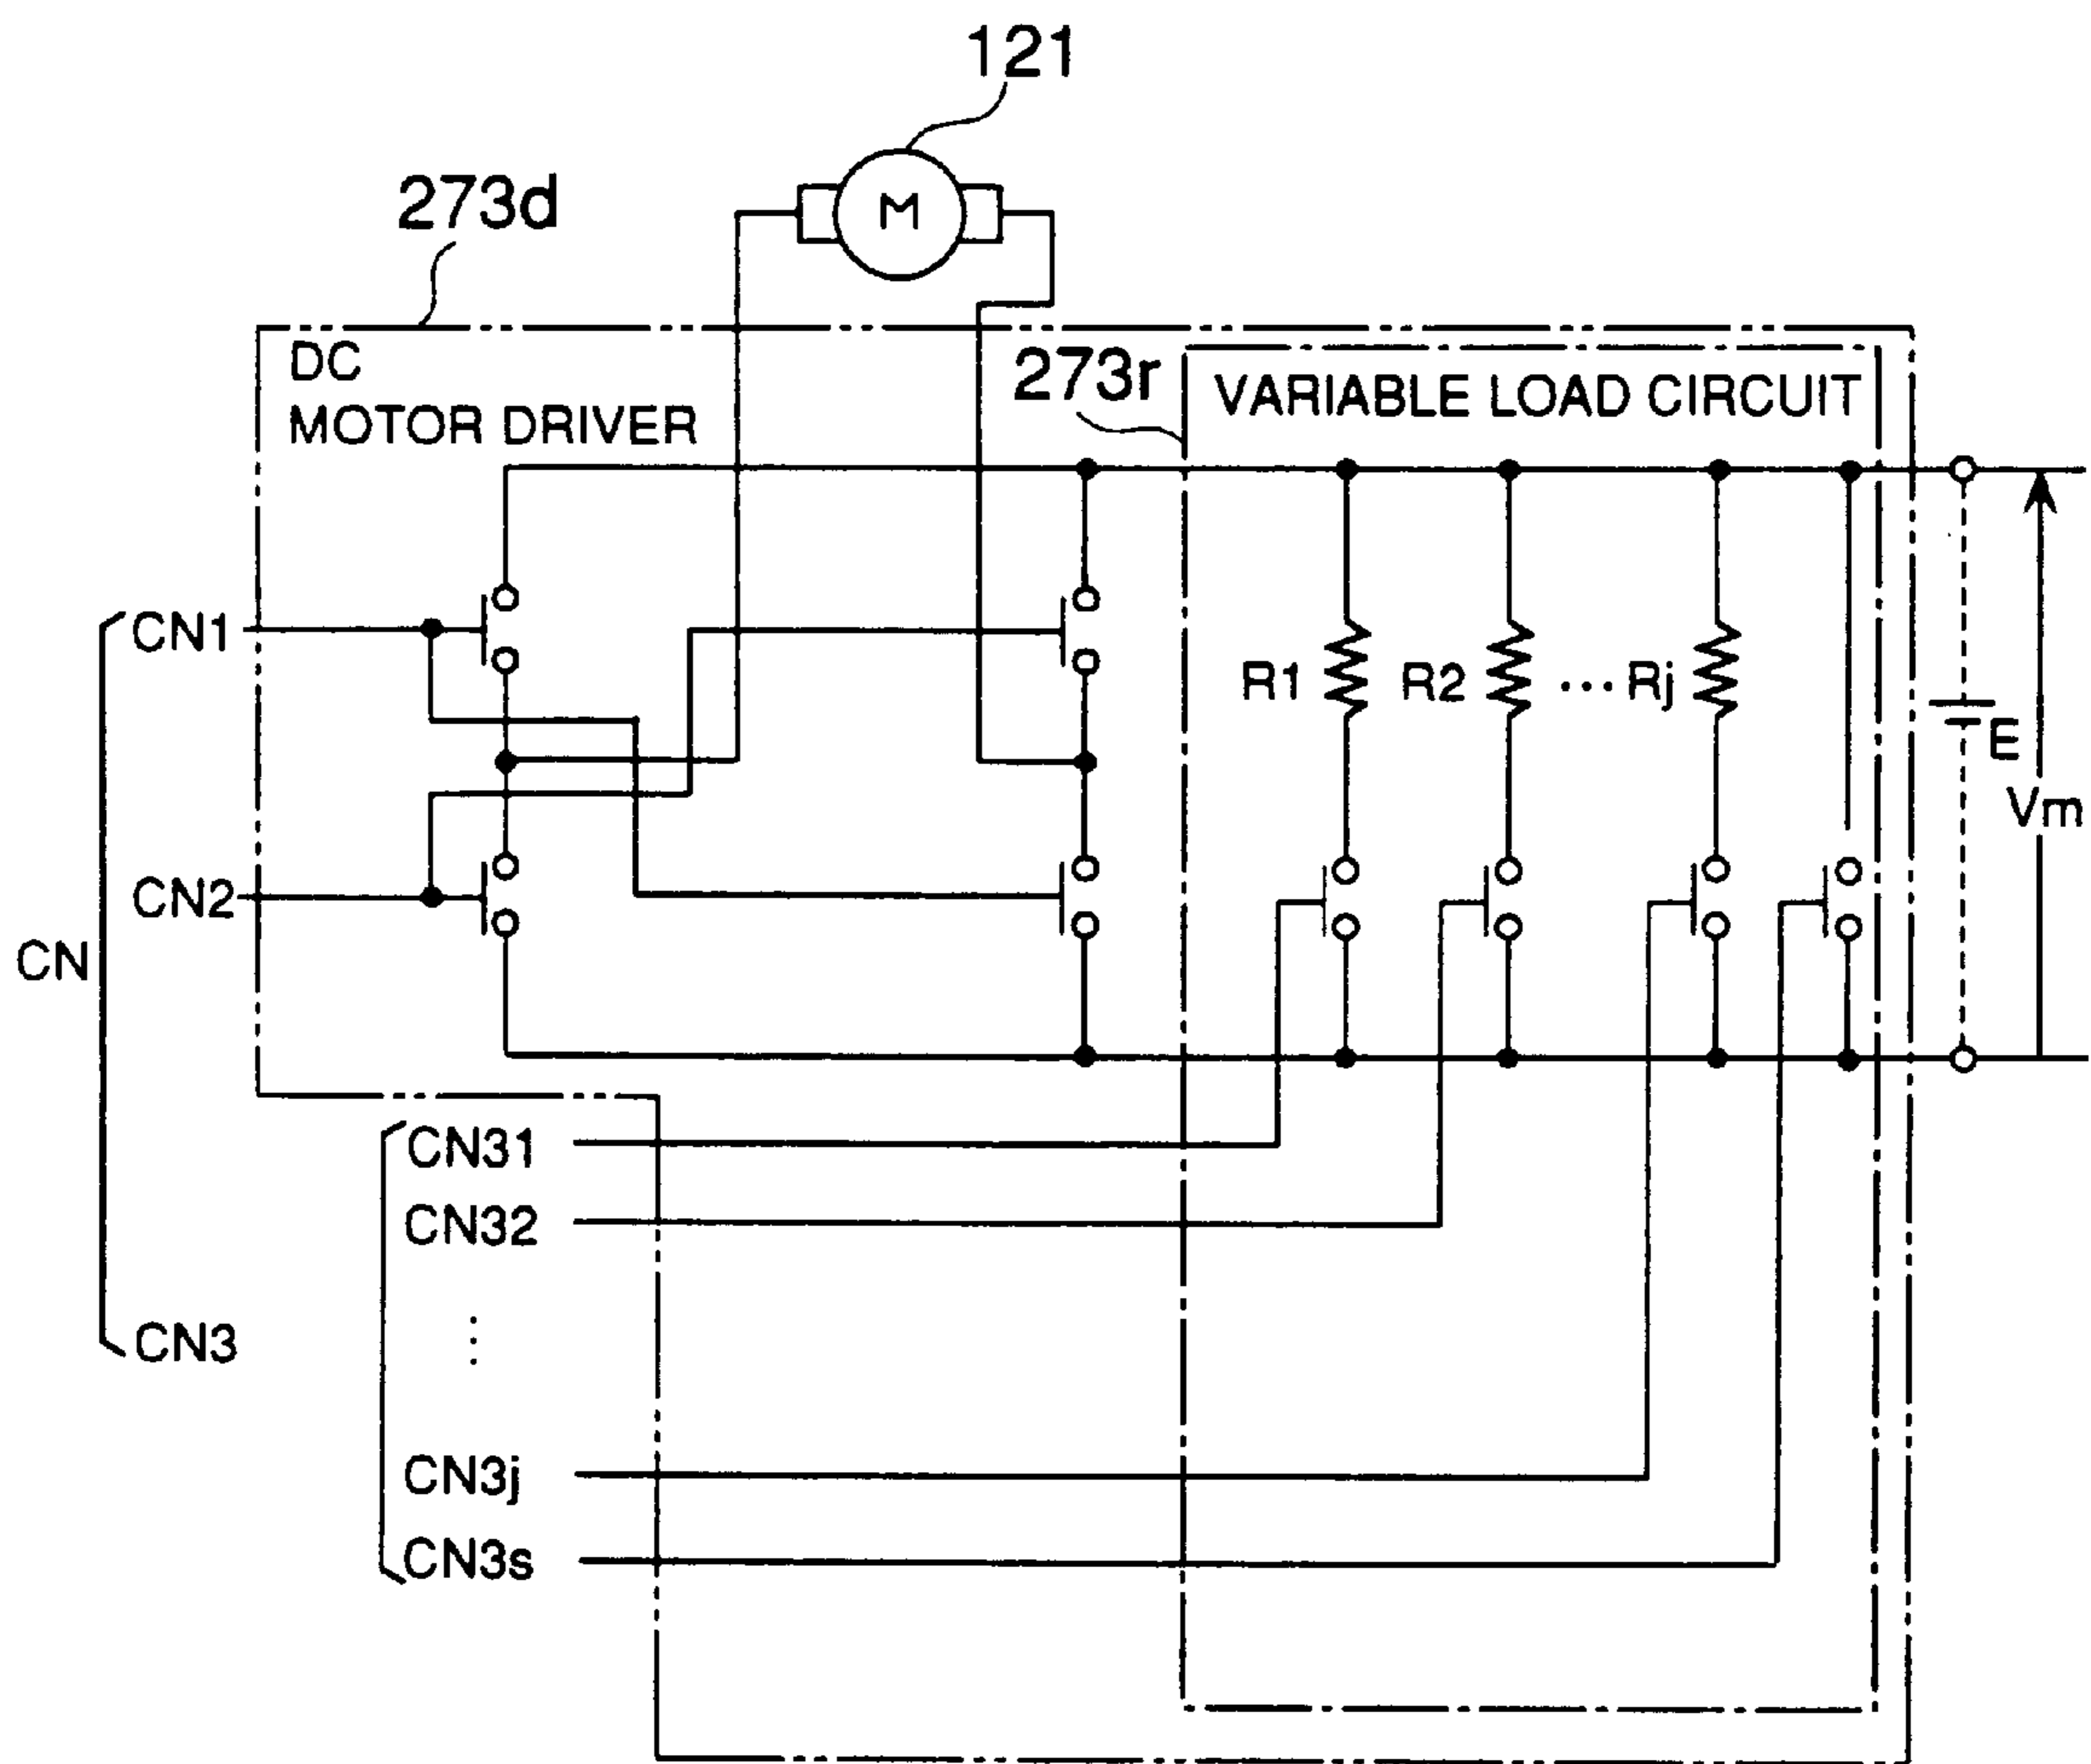 121
273d
M
DC
MOTOR DRIVER
273r
VARIABLE LOAD CIRCUIT
CN1
R1
R2
...
Rj
E
Vm
CN2
CN
CN31
CN32
CN3
⋮
CN3j
CN3s